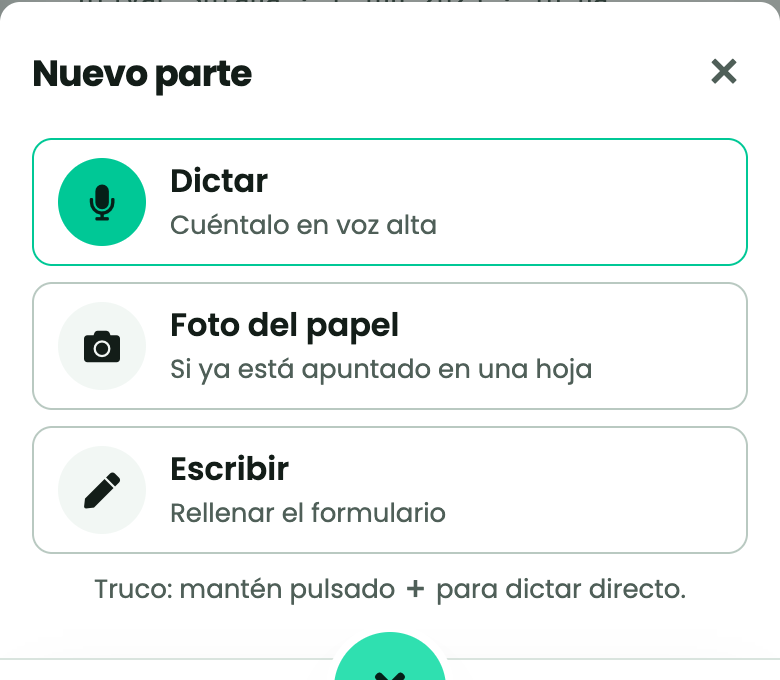 Nuevo parte
Dictar
Cuéntalo en voz alta
Foto del papel
Si ya está apuntado en una hoja
Escribir
Rellenar el formulario
Truco: mantén pulsado + para dictar directo.